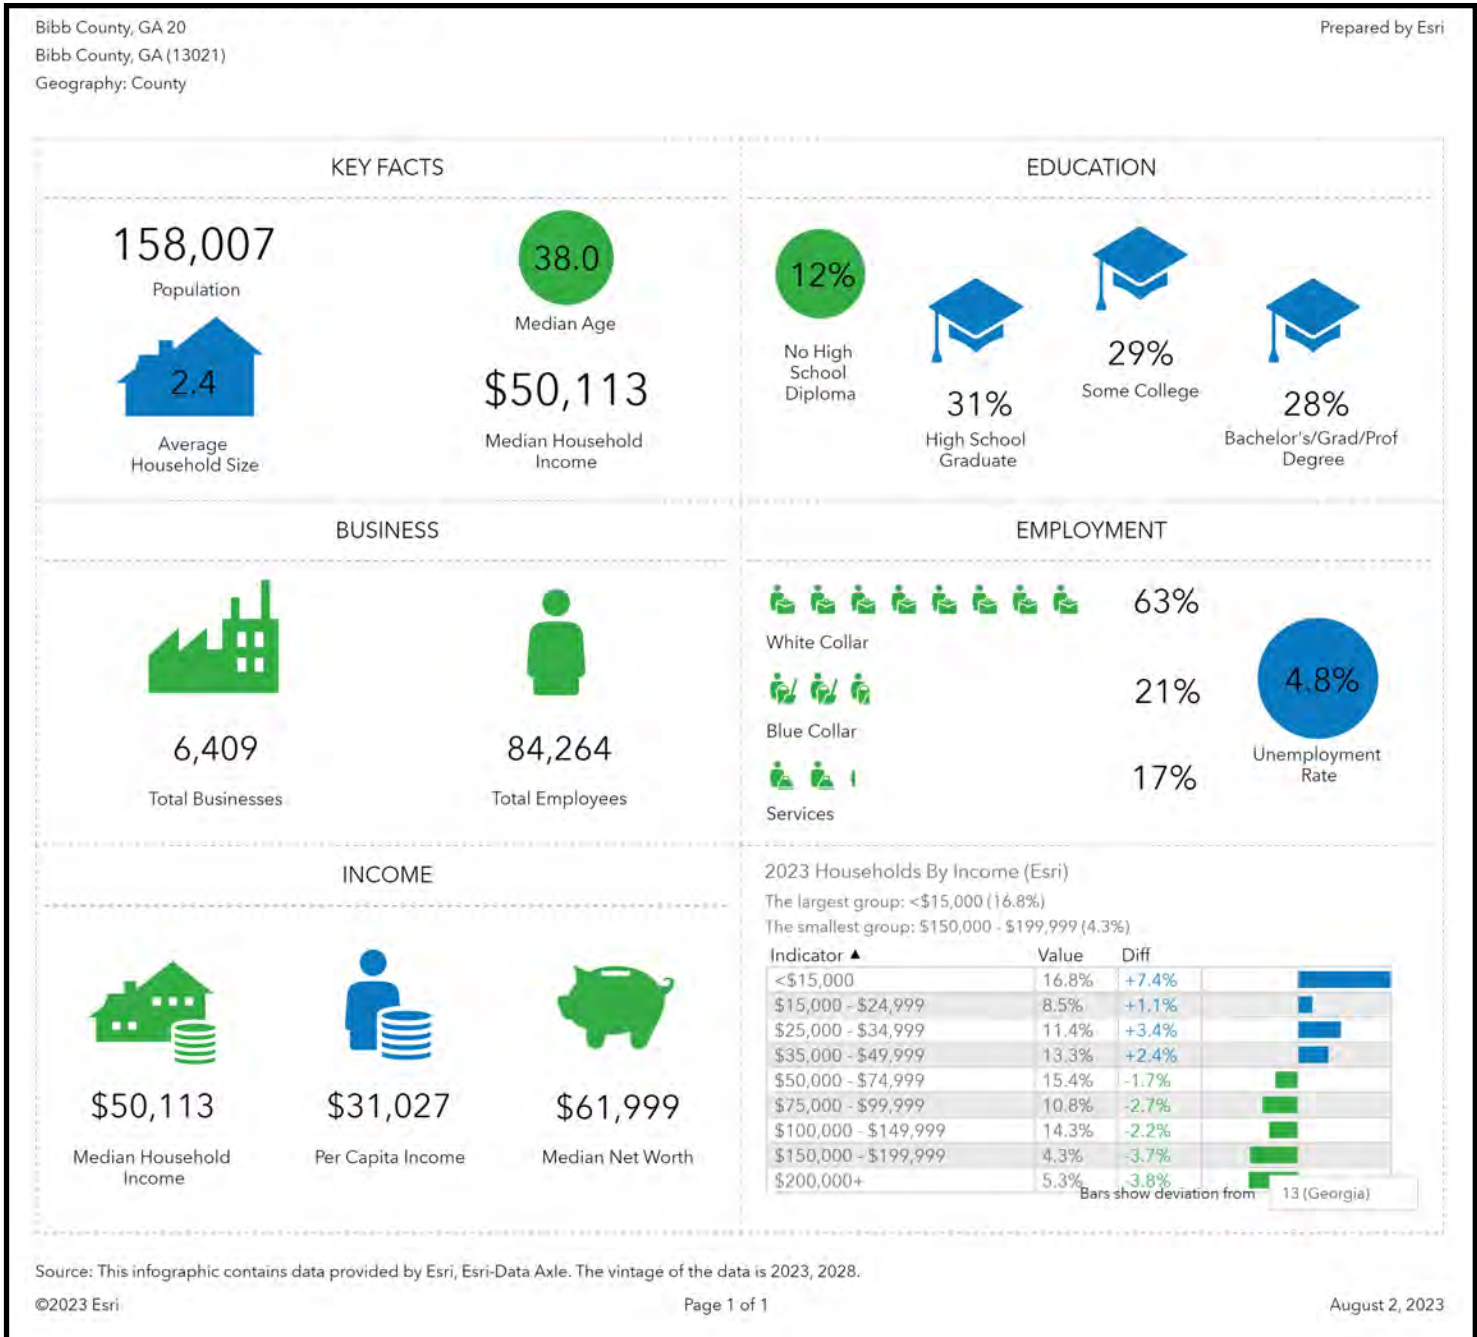 Bibb County, GA 20
Prepared by Esri
Bibb County, GA (13021)
Geography: County
KEY FACTS
158,007
Population
38.0
Median Age
2.4
Average
Household Size
$50,113
Median Household
Income
EDUCATION
12%
No High
School
Diploma
31%
High School
Graduate
29%
Some College
28%
Bachelor's/Grad/Prof
Degree
BUSINESS
6,409
Total Businesses
84,264
Total Employees
EMPLOYMENT
63%
White Collar
21%
Blue Collar
17%
Services
4.8%
Unemployment
Rate
INCOME
$50,113
Median Household
Income
$31,027
Per Capita Income
$61,999
Median Net Worth
2023 Households By Income (Esri)
The largest group: <$15,000 (16.8%)
The smallest group: $150,000 - $199,999 (4.3%)
Indicator ▲ Value Diff
<$15,000 16.8% +7.4%
$15,000 - $24,999 8.5% +1.1%
$25,000 - $34,999 11.4% +3.4%
$35,000 - $49,999 13.3% +2.4%
$50,000 - $74,999 15.4% -1.7%
$75,000 - $99,999 10.8% -2.7%
$100,000 - $149,999 14.3% -2.2%
$150,000 - $199,999 4.3% -3.7%
$200,000+ 5.3% -3.8%
Bars show deviation from 13 (Georgia)
Source: This infographic contains data provided by Esri, Esri-Data Axle. The vintage of the data is 2023, 2028.
©2023 Esri
Page 1 of 1
August 2, 2023